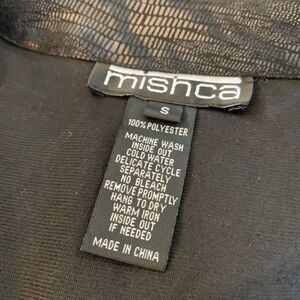 mishca
S
100% POLYESTER
MACHINE WASH
INSIDE OUT
COLD WATER
DELICATE CYCLE
SEPARATELY
NO BLEACH
REMOVE PROMPTLY
HANG TO DRY
WARM IRON
INSIDE OUT
IF NEEDED
MADE IN CHINA